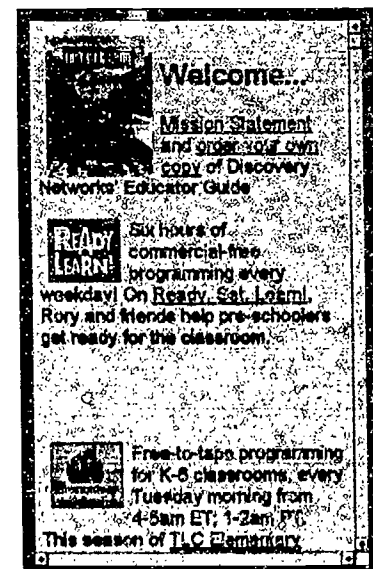 Welcome...
Mission Statement
and order your own
copy of Discovery
Networks' Educator Guide
READY
LEARN
Six hours of
commercial-free
programming every
weekday! On Ready, Set, Learn!,
Rory and friends help pre-schoolers
get ready for the classroom.
Free-to-tape programming
for K-6 classrooms, every
Tuesday morning from
4-5am ET; 1-2am PT.
This season of TLC Elementary